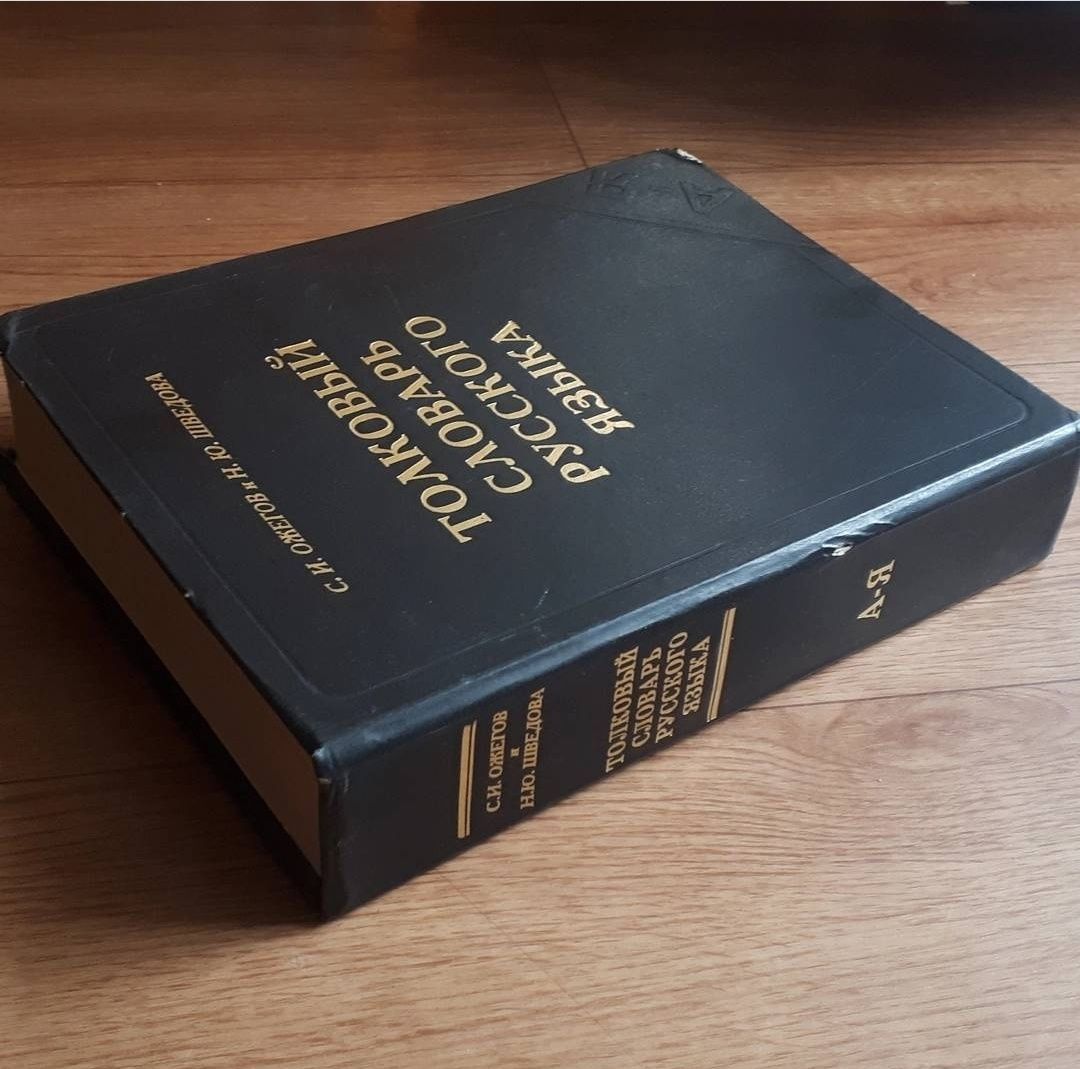 С. И. ОЖЕГОВ и Н. Ю. ШВЕДОВА
ТОЛКОВЫЙ
СЛОВАРЬ
РУССКОГО
ЯЗЫКА
С.И. ОЖЕГОВ
и
Н.Ю. ШВЕДОВА
ТОЛКОВЫЙ
СЛОВАРЬ
РУССКОГО
ЯЗЫКА
А-Я